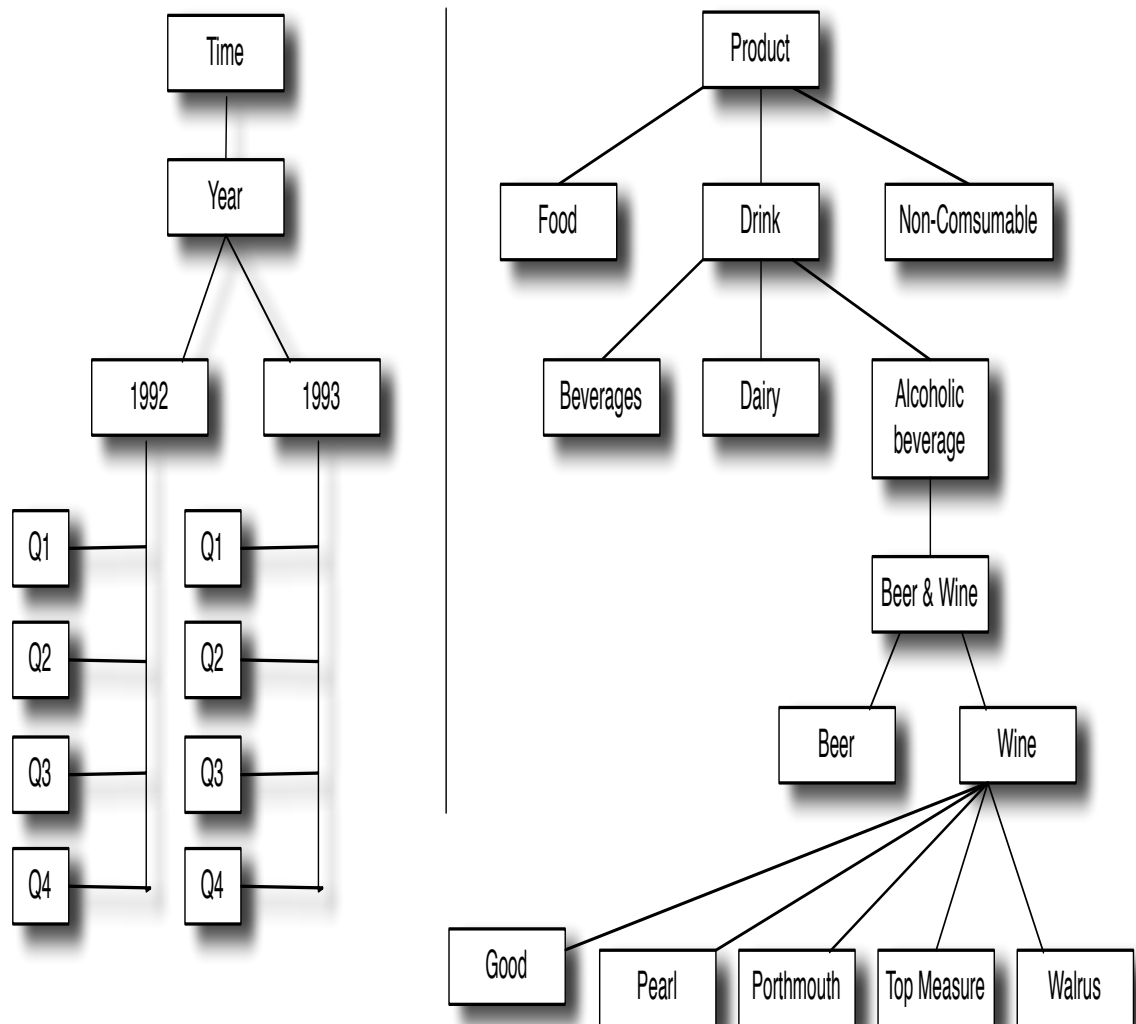 Time
Year
1992
1993
Q1
Q1
Q2
Q2
Q3
Q3
Q4
Q4
Product
Food
Drink
Non-Comsumable
Beverages
Dairy
Alcoholic
beverage
Beer & Wine
Beer
Wine
Good
Pearl
Porthmouth
Top Measure
Walrus